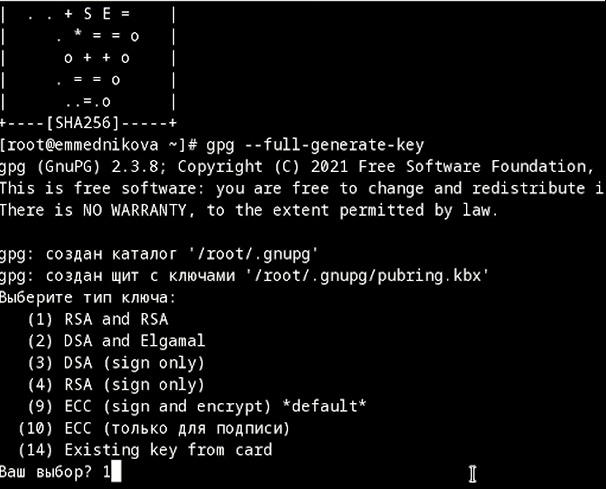 |  . . + S E =    |
|     . * = = o   |
|      o + + o    |
|     . = = o     |
|      ..=.o      |
+----[SHA256]-----+
[root@emmednikova ~]# gpg --full-generate-key
gpg (GnuPG) 2.3.8; Copyright (C) 2021 Free Software Foundation,
This is free software: you are free to change and redistribute i
There is NO WARRANTY, to the extent permitted by law.

gpg: создан каталог '/root/.gnupg'
gpg: создан щит с ключами '/root/.gnupg/pubring.kbx'
Выберите тип ключа:
   (1) RSA and RSA
   (2) DSA and Elgamal
   (3) DSA (sign only)
   (4) RSA (sign only)
   (9) ECC (sign and encrypt) *default*
  (10) ECC (только для подписи)
  (14) Existing key from card
Ваш выбор? 1